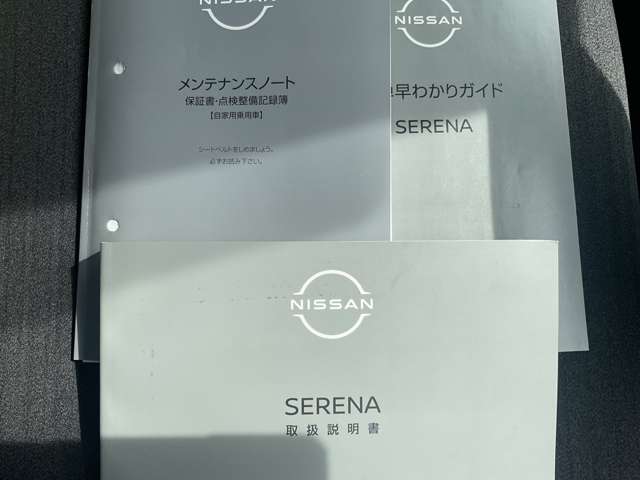 NISSAN
メンテナンスノート
保証書・点検整備記録簿
【自家用乗用車】
シートベルトをしめましょう。
必ずお読み下さい。
NISSAN
早わかりガイド
SERENA
NISSAN
SERENA
取扱説明書